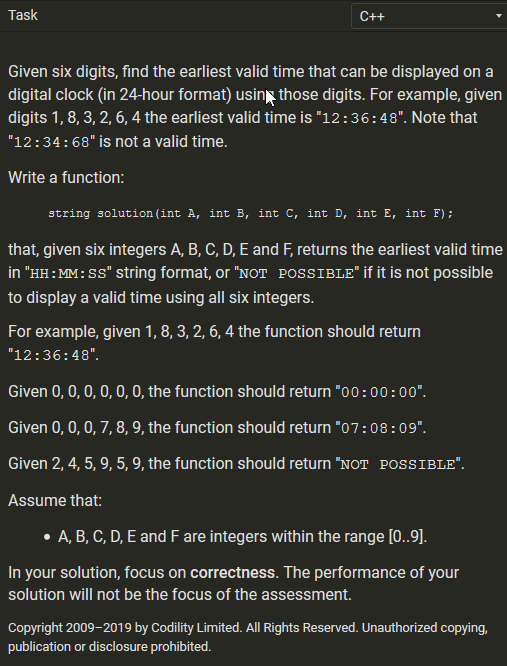 Task
C++
Given six digits, find the earliest valid time that can be displayed on a
digital clock (in 24-hour format) using those digits. For example, given
digits 1, 8, 3, 2, 6, 4 the earliest valid time is "12:36:48". Note that
"12:34:68" is not a valid time.
Write a function:
string solution(int A, int B, int C, int D, int E, int F);
that, given six integers A, B, C, D, E and F, returns the earliest valid time
in "HH:MM:SS" string format, or "NOT POSSIBLE" if it is not possible
to display a valid time using all six integers.
For example, given 1, 8, 3, 2, 6, 4 the function should return
"12:36:48".
Given 0, 0, 0, 0, 0, 0, the function should return "00:00:00".
Given 0, 0, 0, 7, 8, 9, the function should return "07:08:09".
Given 2, 4, 5, 9, 5, 9, the function should return "NOT POSSIBLE".
Assume that:
• A, B, C, D, E and F are integers within the range [0..9].
In your solution, focus on correctness. The performance of your
solution will not be the focus of the assessment.
Copyright 2009–2019 by Codility Limited. All Rights Reserved. Unauthorized copying,
publication or disclosure prohibited.